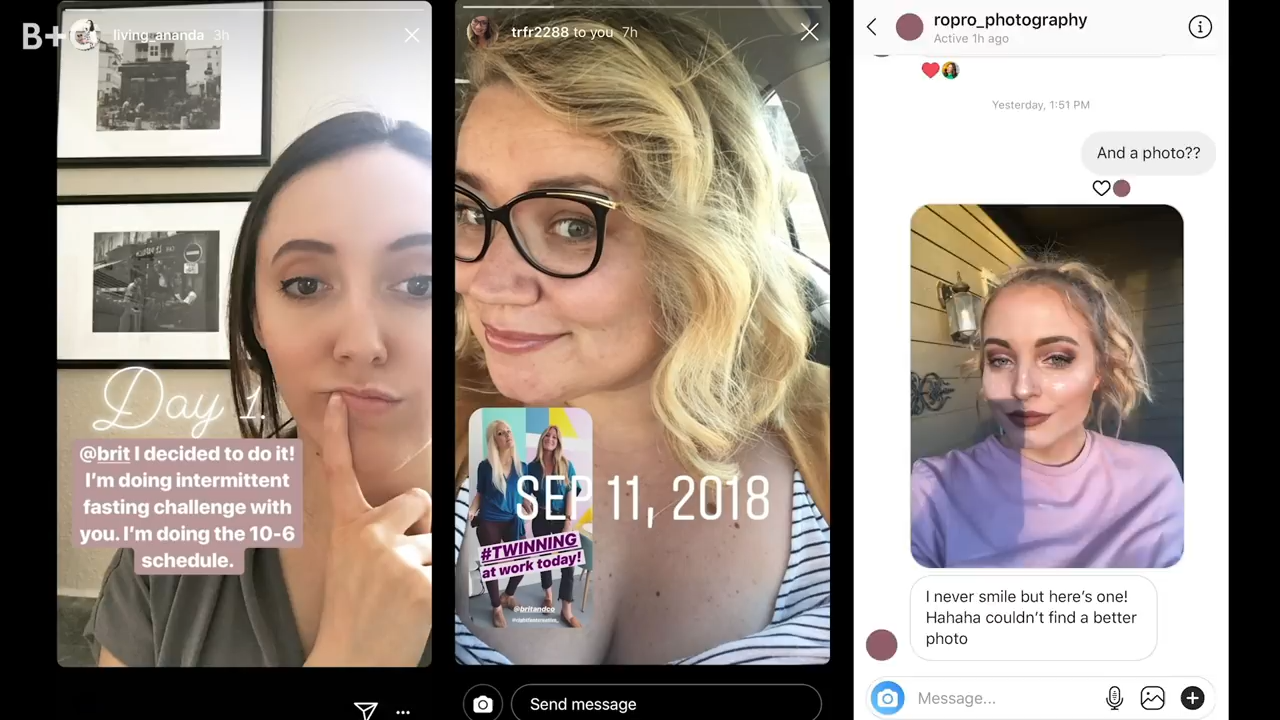 B+C
living_ananda 3h
Day 1.
@brit I decided to do it!
I'm doing intermittent
fasting challenge with
you. I'm doing the 10-6
schedule.
trfr2288 to you 7h
SEP 11, 2018
#TWINNING
at work today!
@britandco
Send message
ropro_photography
Active 1h ago
Yesterday, 1:51 PM
And a photo??
I never smile but here's one!
Hahaha couldn't find a better
photo
Message...